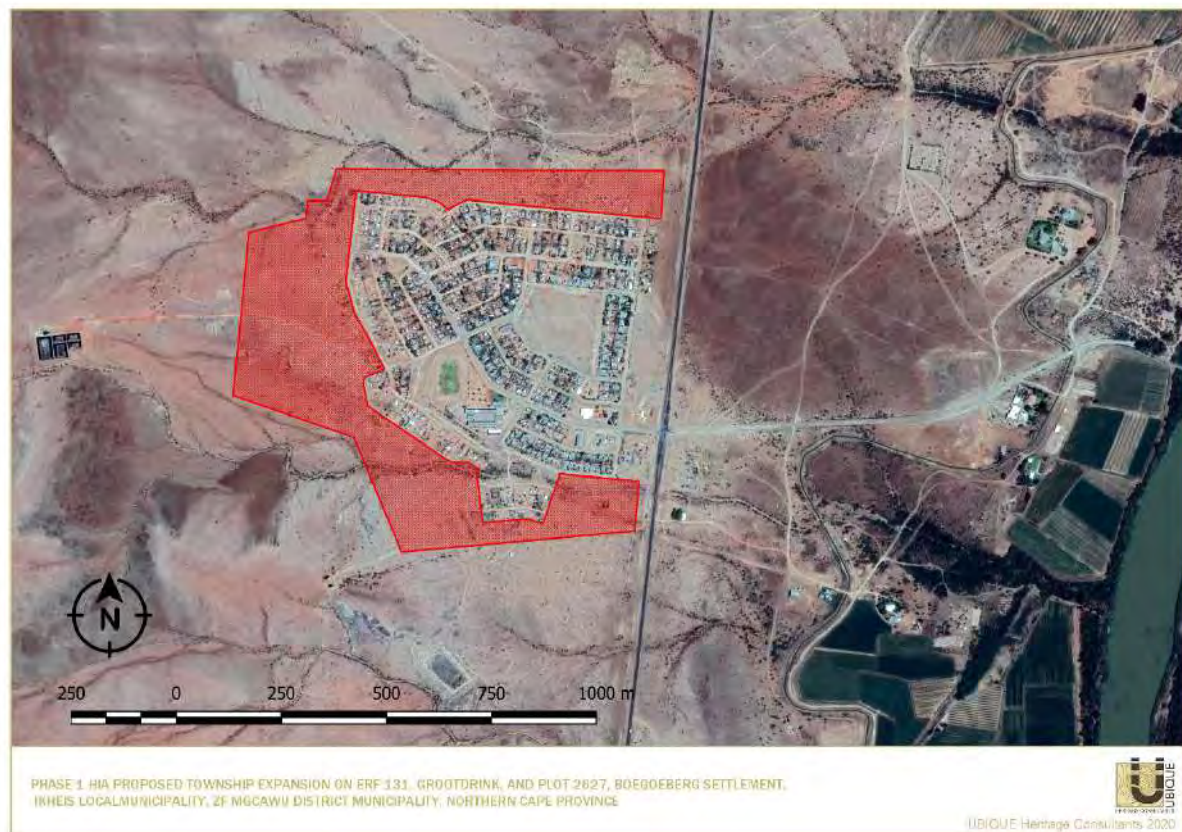 N
250 0 250 500 750 1000 m
PHASE 1 HIA PROPOSED TOWNSHIP EXPANSION ON ERF 131, GROOTDRINK, AND PLOT 2627, BOEGOEBERG SETTLEMENT,
!KHEIS LOCALMUNICIPALITY, ZF MGCAWU DISTRICT MUNICIPALITY, NORTHERN CAPE PROVINCE
UBIQUE
UBIQUE Heritage Consultants 2020